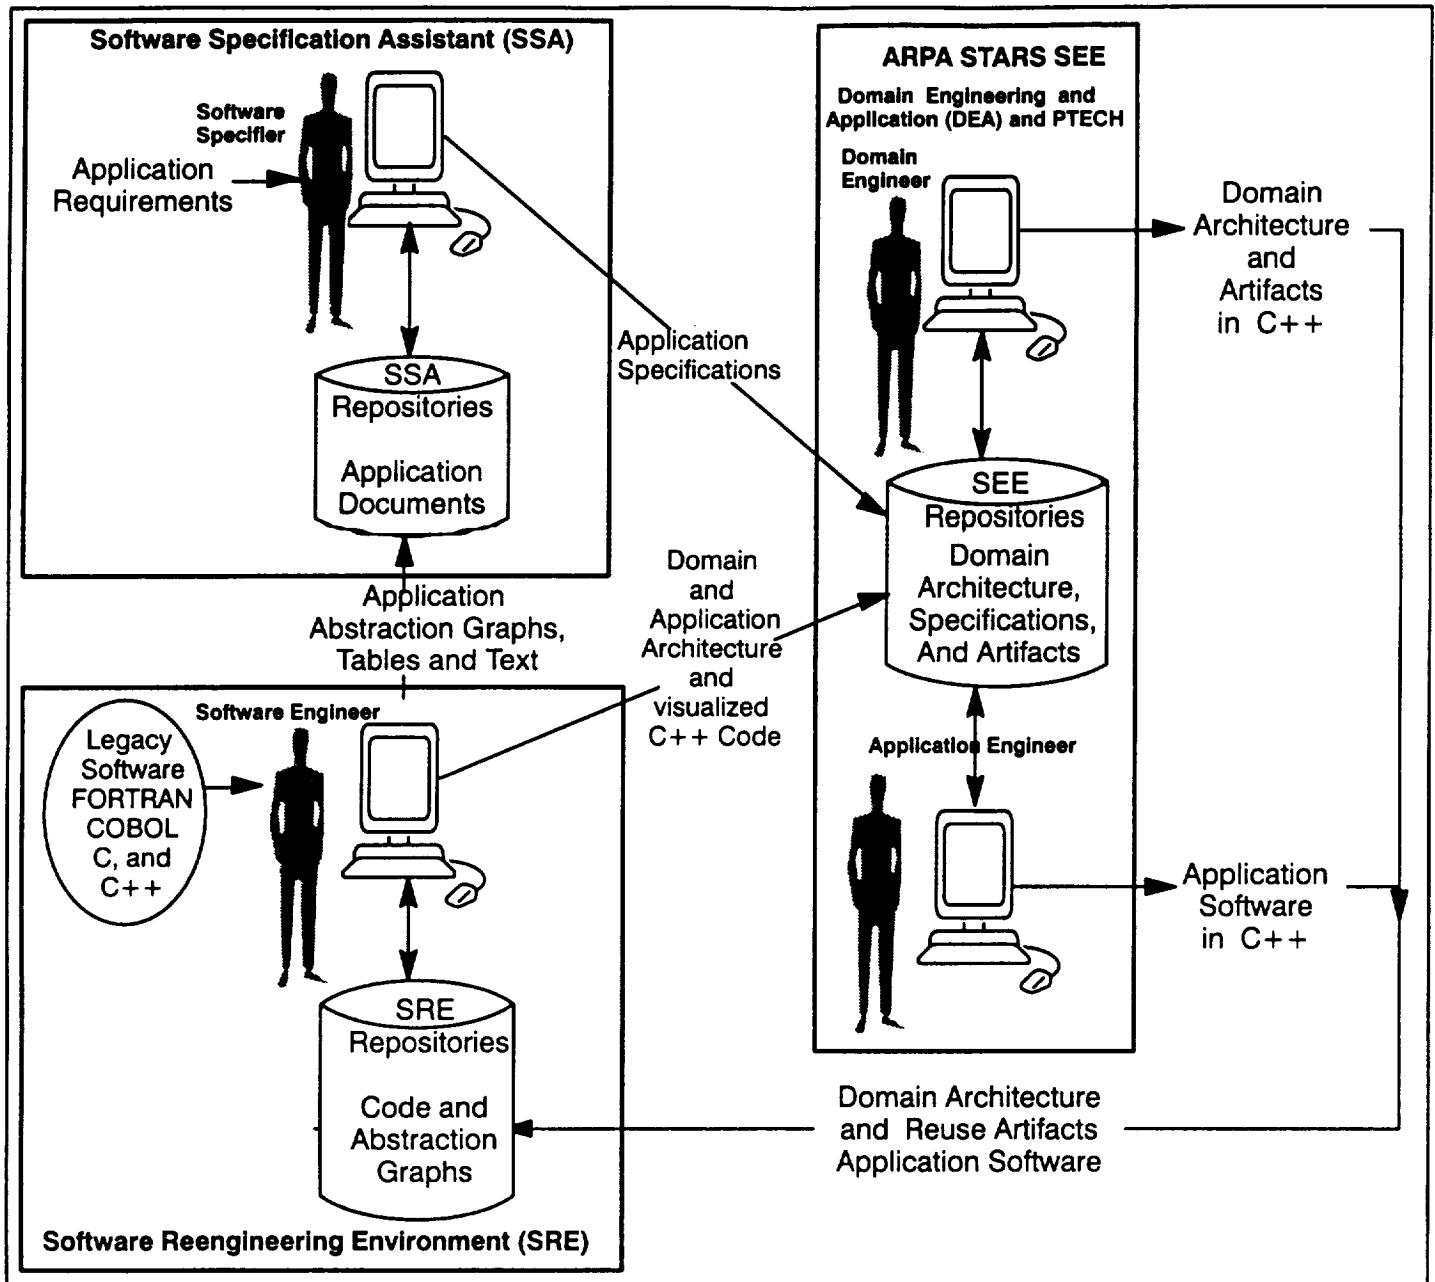 Software Specification Assistant (SSA)
Software
Specifier
Application
Requirements
SSA
Repositories
Application
Documents
Application
Specifications
ARPA STARS SEE
Domain Engineering and
Application (DEA) and PTECH
Domain
Engineer
SEE
Repositories
Domain
Architecture,
Specifications,
And Artifacts
Application Engineer
Domain
Architecture
and
Artifacts
in C++
Application
Software
in C++
Application
Abstraction Graphs,
Tables and Text
Domain
and
Application
Architecture
and
visualized
C++ Code
Software Engineer
Legacy
Software
FORTRAN
COBOL
C, and
C++
SRE
Repositories
Code and
Abstraction
Graphs
Domain Architecture
and Reuse Artifacts
Application Software
Software Reengineering Environment (SRE)